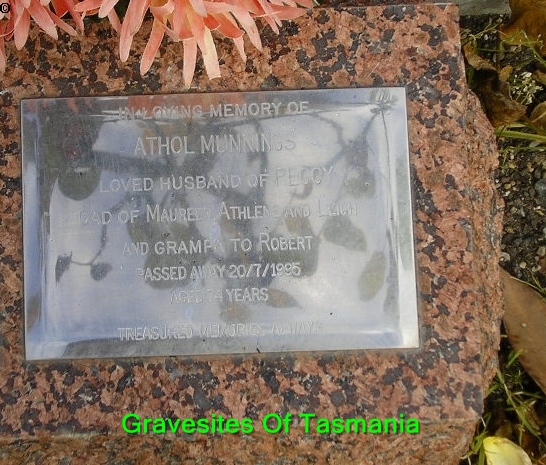 ©
IN LOVING MEMORY OF
ATHOL MUNNINGS
LOVED HUSBAND OF PEGGY
DAD OF MAUREEN, ATHLENE AND LEIGH
AND GRAMPA TO ROBERT
PASSED AWAY 20/7/1995
AGED 74 YEARS
TREASURED MEMORIES ALWAYS
Gravesites Of Tasmania